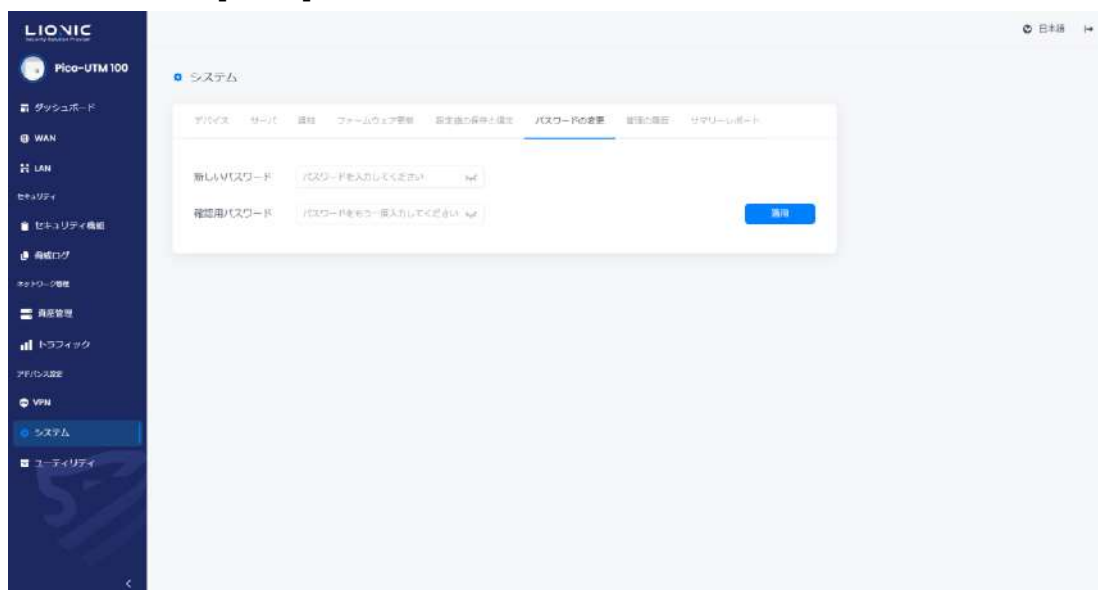 LIONIC
Security Solution Provider
日本語
Pico-UTM 100
システム
ダッシュボード
WAN
LAN
セキュリティ
セキュリティ機能
脅威ログ
ネットワーク管理
資産管理
トラフィック
アドバンス設定
VPN
システム
ユーティリティ
デバイス サーバ 通知 ファームウェア更新 設定値の保存と復元 パスワードの変更 管理の履歴 サマリーレポート
新しいパスワード パスワードを入力してください
確認用パスワード パスワードをもう一度入力してください
適用